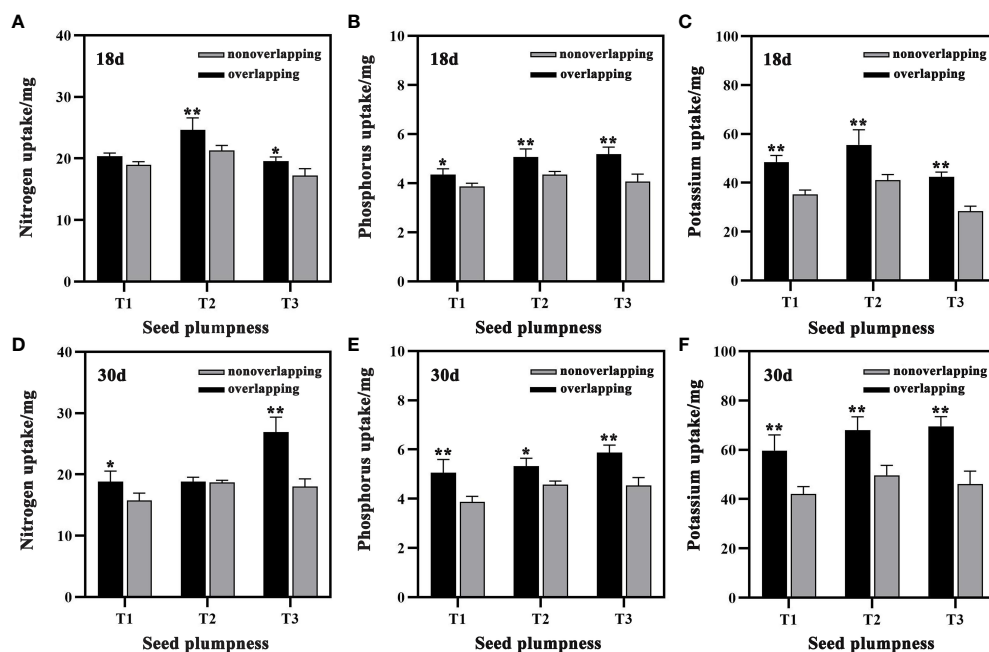 A
Nitrogen uptake/mg
40
30
20
10
0
18d
nonoverlapping
overlapping
**
*
T1 T2 T3
Seed plumpness
B
Phosphorus uptake/mg
10
8
6
4
2
0
18d
nonoverlapping
overlapping
*
**
**
T1 T2 T3
Seed plumpness
C
Potassium uptake/mg
100
80
60
40
20
0
18d
nonoverlapping
overlapping
**
**
**
T1 T2 T3
Seed plumpness
D
Nitrogen uptake/mg
40
30
20
10
0
30d
nonoverlapping
overlapping
*
**
T1 T2 T3
Seed plumpness
E
Phosphorus uptake/mg
10
8
6
4
2
0
30d
nonoverlapping
overlapping
**
*
**
T1 T2 T3
Seed plumpness
F
Potassium uptake/mg
100
80
60
40
20
0
30d
nonoverlapping
overlapping
**
**
**
T1 T2 T3
Seed plumpness